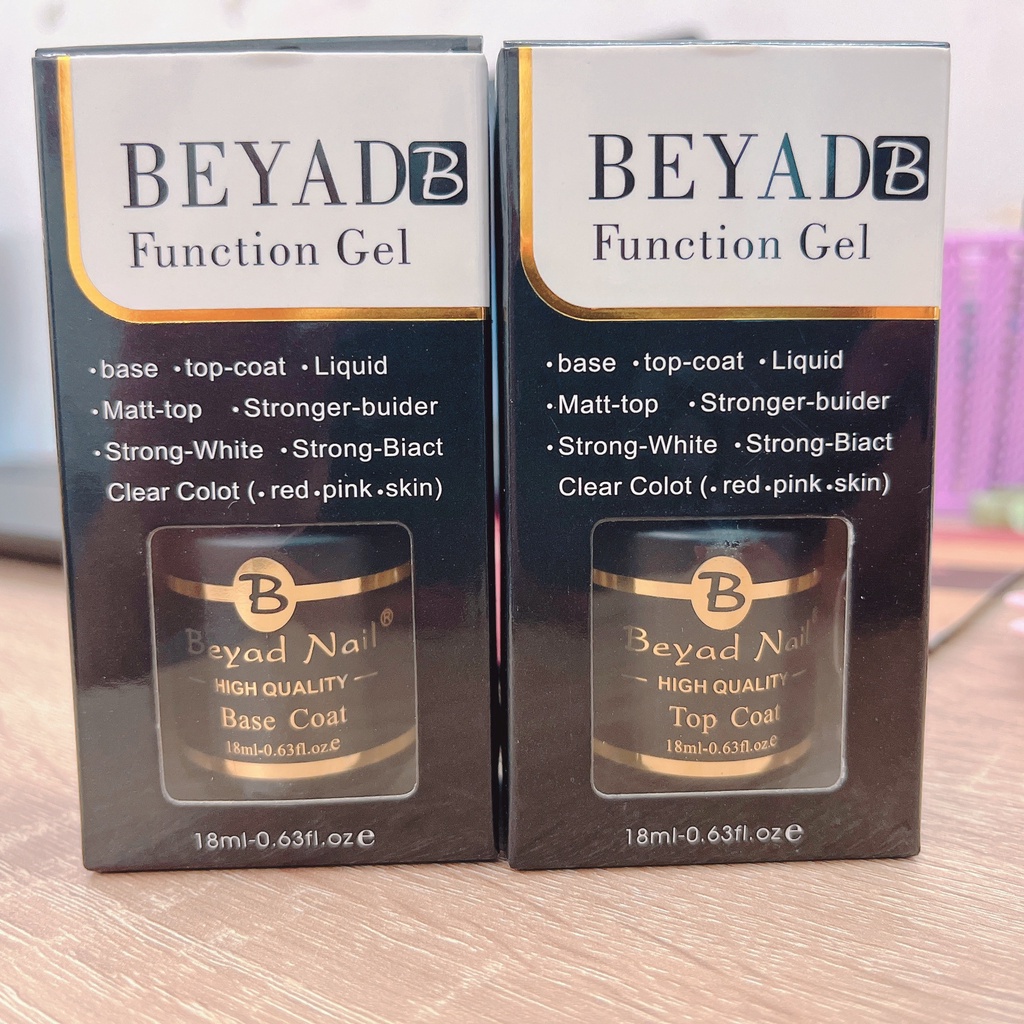 BEYAD B
Function Gel
•base •top-coat •Liquid
•Matt-top •Stronger-buider
•Strong-White •Strong-Biact
Clear Colot (•red•pink•skin)
B
Beyad Nail®
HIGH QUALITY
Base Coat
18ml-0.63fl.oz℮
18ml-0.63fl.oz℮
BEYAD B
Function Gel
•base •top-coat •Liquid
•Matt-top •Stronger-buider
•Strong-White •Strong-Biact
Clear Colot (•red•pink•skin)
B
Beyad Nail®
HIGH QUALITY
Top Coat
18ml-0.63fl.oz℮
18ml-0.63fl.oz℮